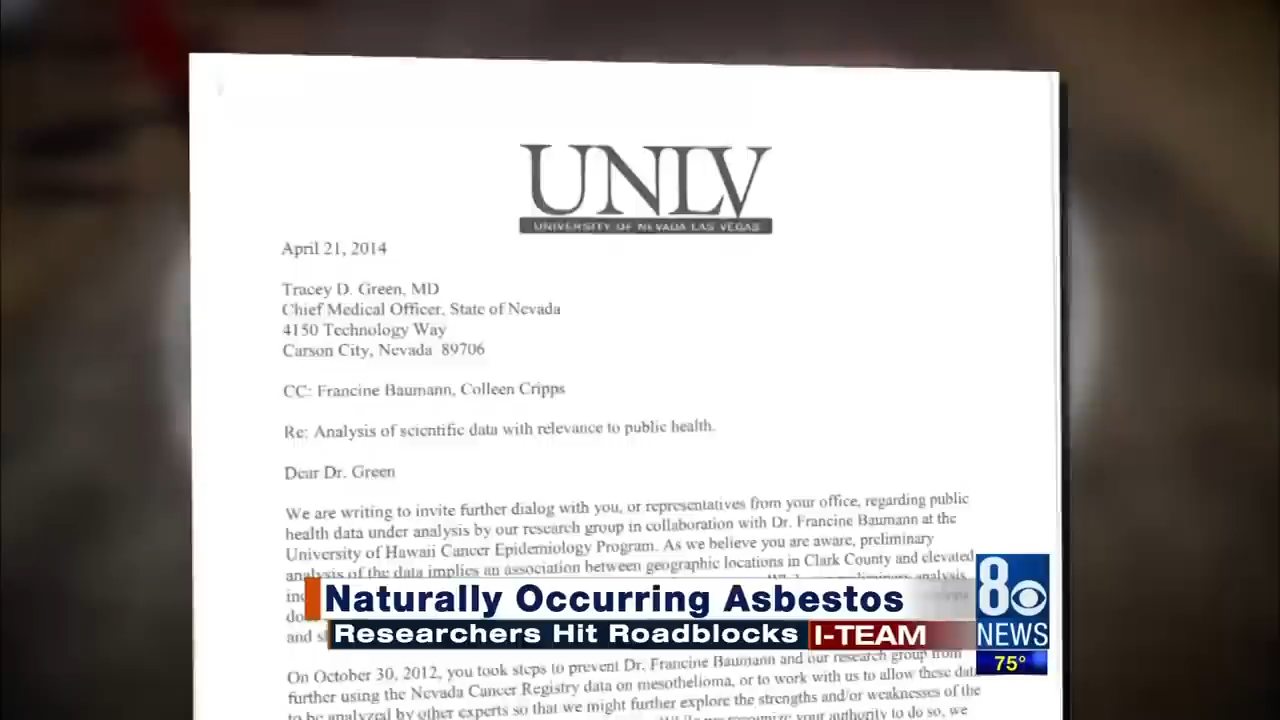 UNLV
UNIVERSITY OF NEVADA LAS VEGAS
April 21, 2014
Tracey D. Green, MD
Chief Medical Officer, State of Nevada
4150 Technology Way
Carson City, Nevada 89706
CC: Francine Baumann, Colleen Cripps
Re: Analysis of scientific data with relevance to public health.
Dear Dr. Green
We are writing to invite further dialog with you, or representatives from your office, regarding public
health data under analysis by our research group in collaboration with Dr. Francine Baumann at the
University of Hawaii Cancer Epidemiology Program. As we believe you are aware, preliminary
analysis of the data implies an association between geographic locations in Clark County and elevated
analysis
and
Naturally Occurring Asbestos
Researchers Hit Roadblocks I-TEAM
8 NEWS
75°
On October 30, 2012, you took steps to prevent Dr. Francine Baumann and our research group from
further using the Nevada Cancer Registry data on mesothelioma, or to work with us to allow these data
to be analyzed by other experts so that we might further explore the strengths and/or weaknesses of the
your authority to do so, we